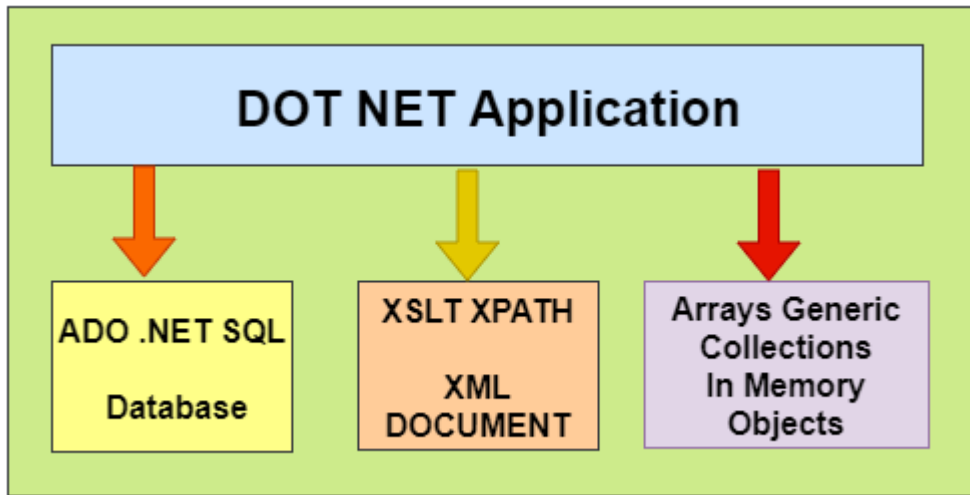 DOT NET Application
ADO .NET SQL
Database
XSLT XPATH
XML
DOCUMENT
Arrays Generic
Collections
In Memory
Objects